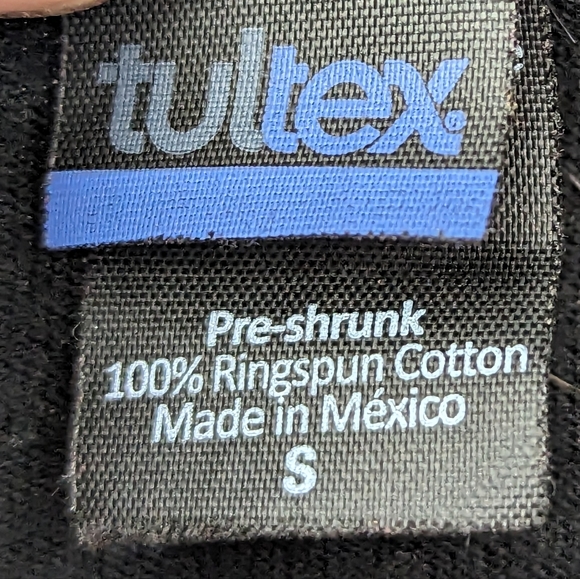 tultex®
Pre-shrunk
100% Ringspun Cotton
Made in México
S